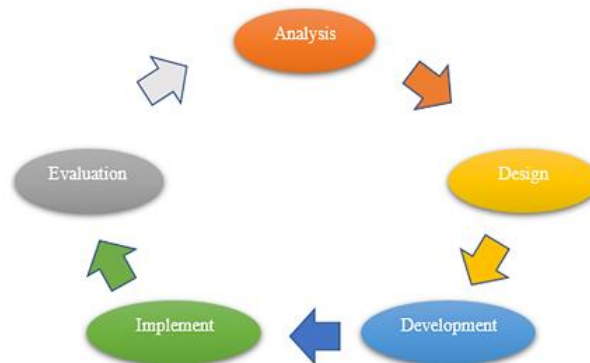 Analysis
Design
Development
Implement
Evaluation